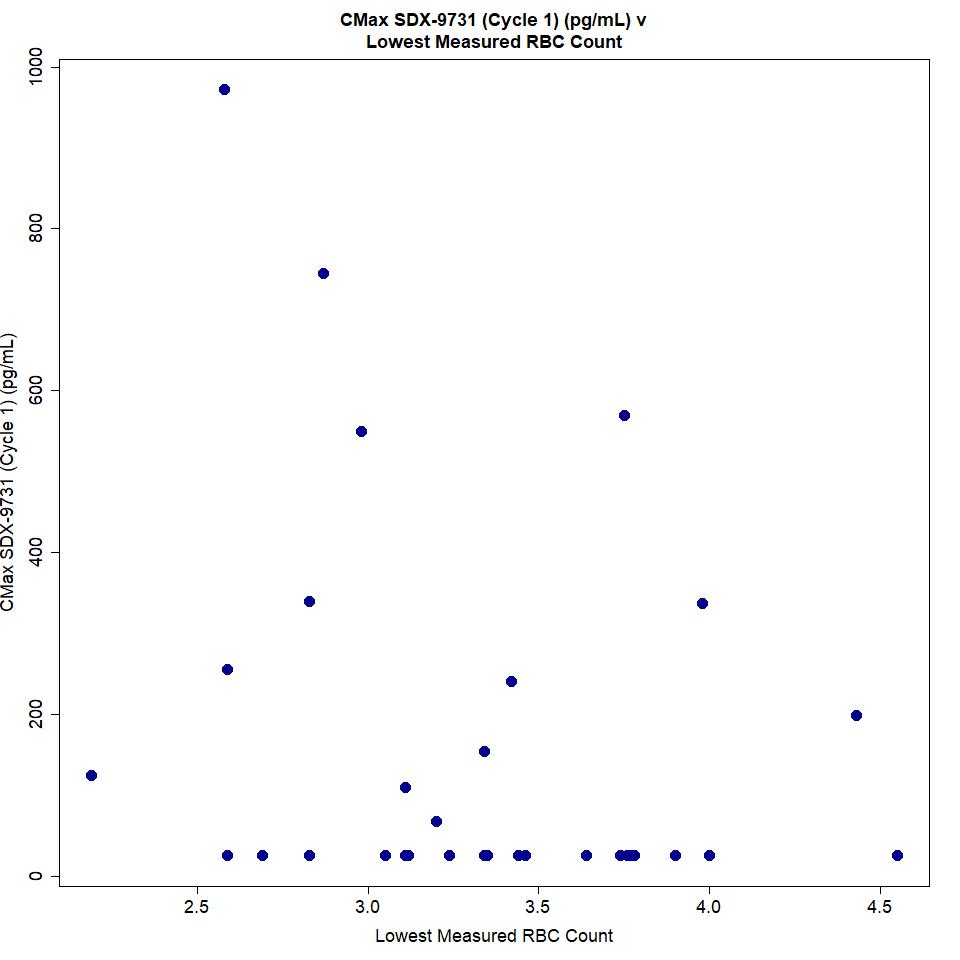 CMax SDX-9731 (Cycle 1) (pg/mL) v
Lowest Measured RBC Count
CMax SDX-9731 (Cycle 1) (pg/mL)
1000
800
600
400
200
0
2.5 3.0 3.5 4.0 4.5
Lowest Measured RBC Count